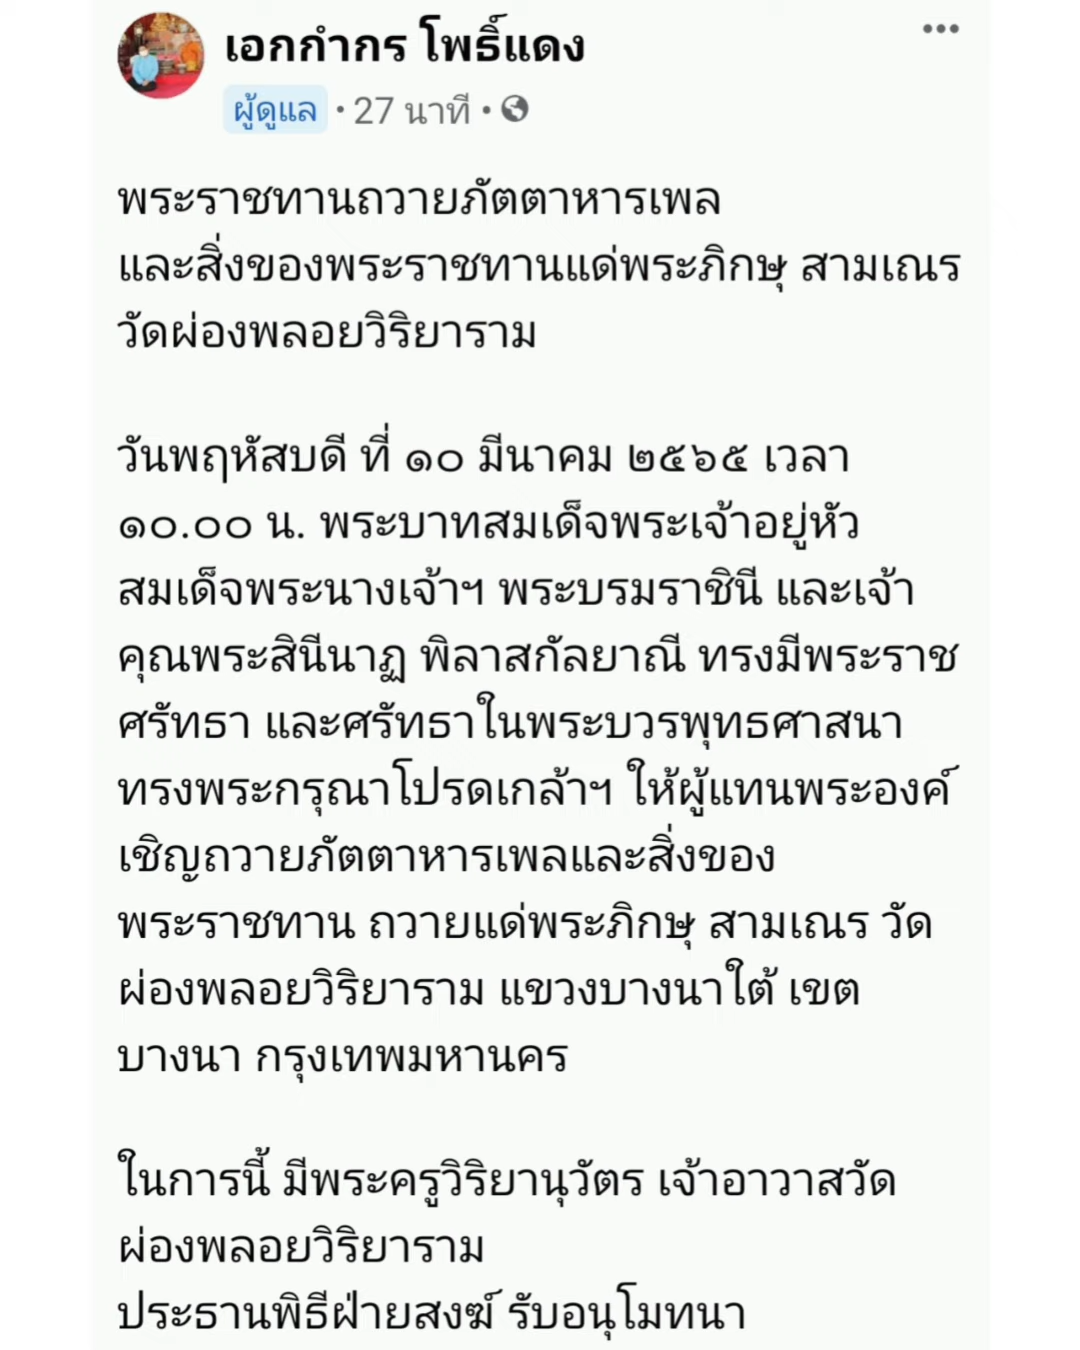 เอกกำกร โพธิ์แดง
ผู้ดูแล · 27 นาที ·
พระราชทานถวายภัตตาหารเพล
และสิ่งของพระราชทานแด่พระภิกษุ สามเณร
วัดผ่องพลอยวิริยาราม
วันพฤหัสบดี ที่ ๑๐ มีนาคม ๒๕๖๕ เวลา
๑๐.๐๐ น. พระบาทสมเด็จพระเจ้าอยู่หัว
สมเด็จพระนางเจ้าฯ พระบรมราชินี และเจ้า
คุณพระสินีนาฏ พิลาสกัลยาณี ทรงมีพระราช
ศรัทธา และศรัทธาในพระบวรพุทธศาสนา
ทรงพระกรุณาโปรดเกล้าฯ ให้ผู้แทนพระองค์
เชิญถวายภัตตาหารเพลและสิ่งของ
พระราชทาน ถวายแด่พระภิกษุ สามเณร วัด
ผ่องพลอยวิริยาราม แขวงบางนาใต้ เขต
บางนา กรุงเทพมหานคร
ในการนี้ มีพระครูวิริยานุวัตร เจ้าอาวาสวัด
ผ่องพลอยวิริยาราม
ประธานพิธีฝ่ายสงฆ์ รับอนุโมทนา